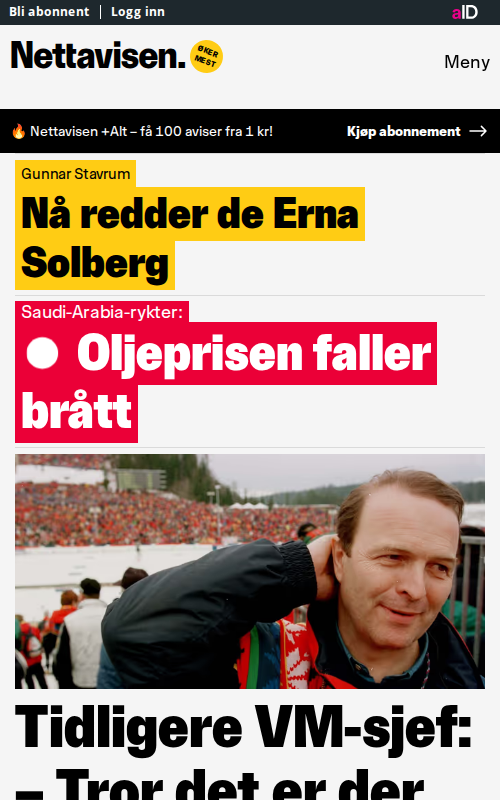 Bli abonnent Logg inn aID
Nettavisen. ØKER MEST
Meny
🔥 Nettavisen +Alt – få 100 aviser fra 1 kr! Kjøp abonnement →
Gunnar Stavrum
Nå redder de Erna
Solberg
Saudi-Arabia-rykter:
Oljeprisen faller
brått
Tidligere VM-sjef:
– Tror det er der